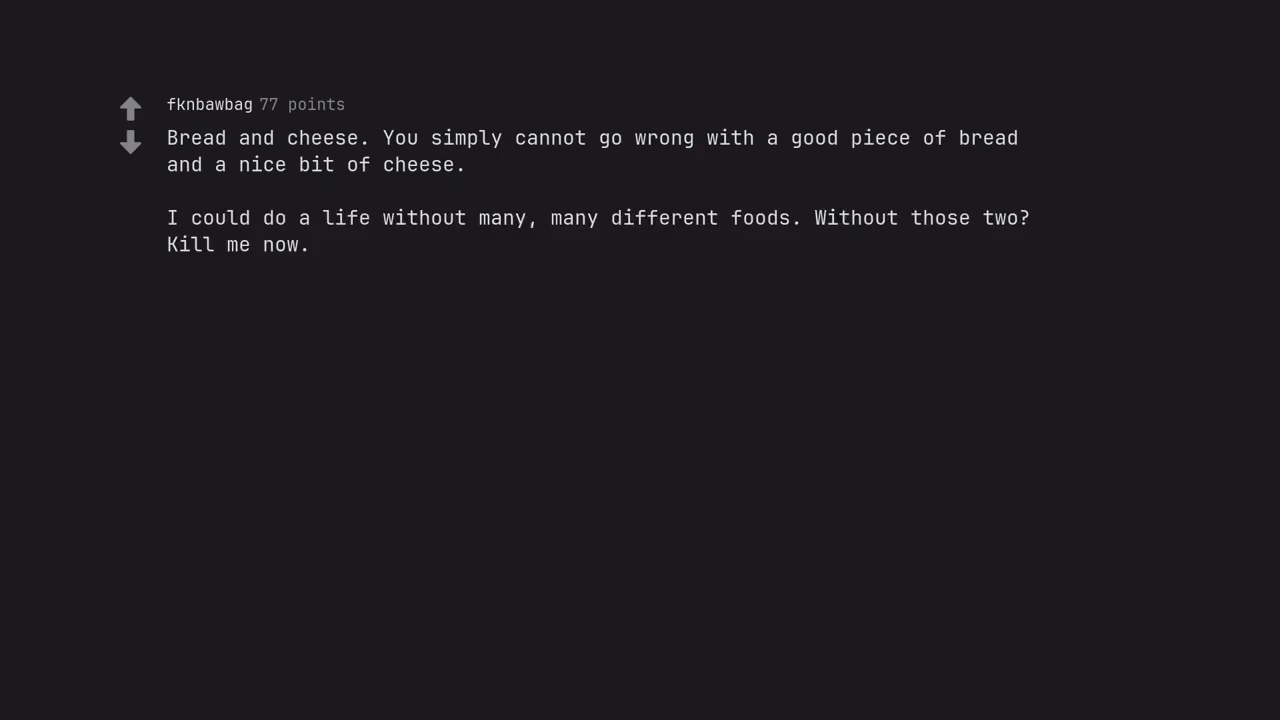 fknbawbag 77 points
Bread and cheese. You simply cannot go wrong with a good piece of bread
and a nice bit of cheese.
I could do a life without many, many different foods. Without those two?
Kill me now.